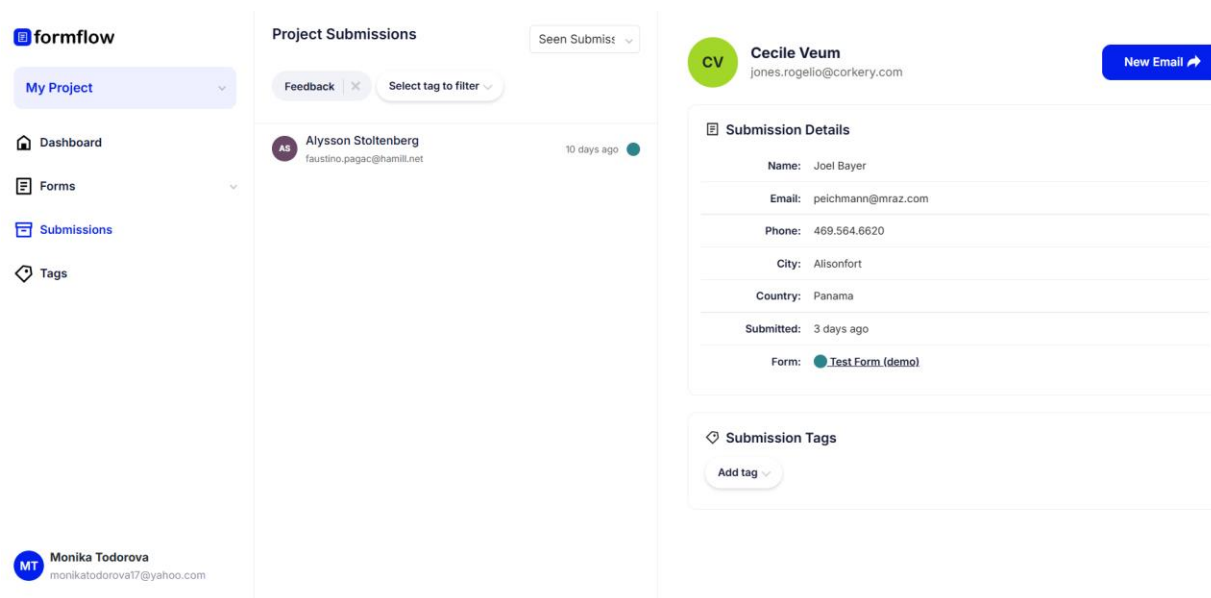 formflow
My Project
Dashboard
Forms
Submissions
Tags
MT
Monika Todorova
monikatodorova17@yahoo.com
Project Submissions
Seen Submiss
Feedback
Select tag to filter
AS
Alysson Stoltenberg
faustino.pagac@hamill.net
10 days ago
CV
Cecile Veum
jones.rogelio@corkery.com
New Email
Submission Details
Name: Joel Bayer
Email: peichmann@mraz.com
Phone: 469.564.6620
City: Alisonfort
Country: Panama
Submitted: 3 days ago
Form: Test Form (demo)
Submission Tags
Add tag